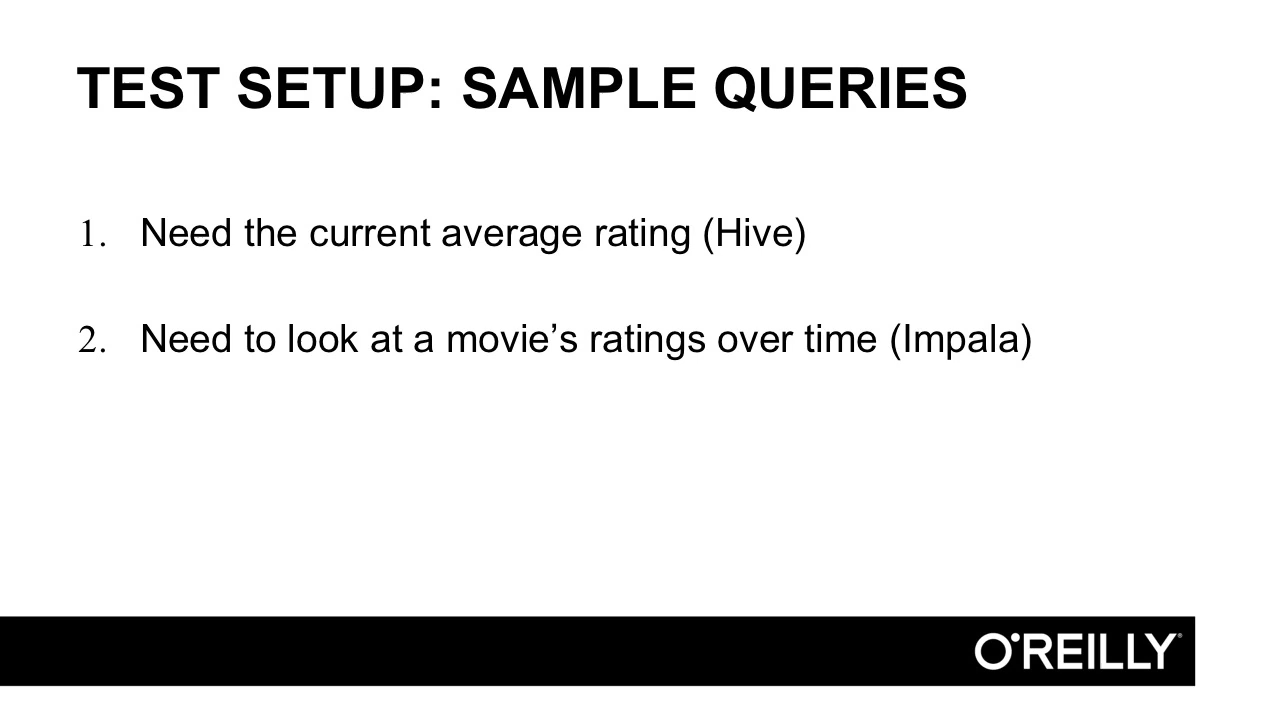 TEST SETUP: SAMPLE QUERIES
1. Need the current average rating (Hive)
2. Need to look at a movie’s ratings over time (Impala)
O'REILLY®